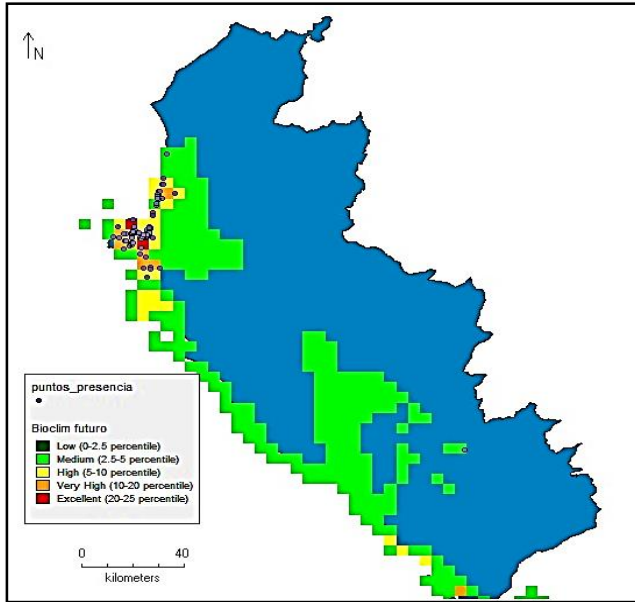 N
puntos_presencia
Bioclim futuro
Low (0-2.5 percentile)
Medium (2.5-5 percentile)
High (5-10 percentile)
Very High (10-20 percentile)
Excellent (20-25 percentile)
0 40
kilometers